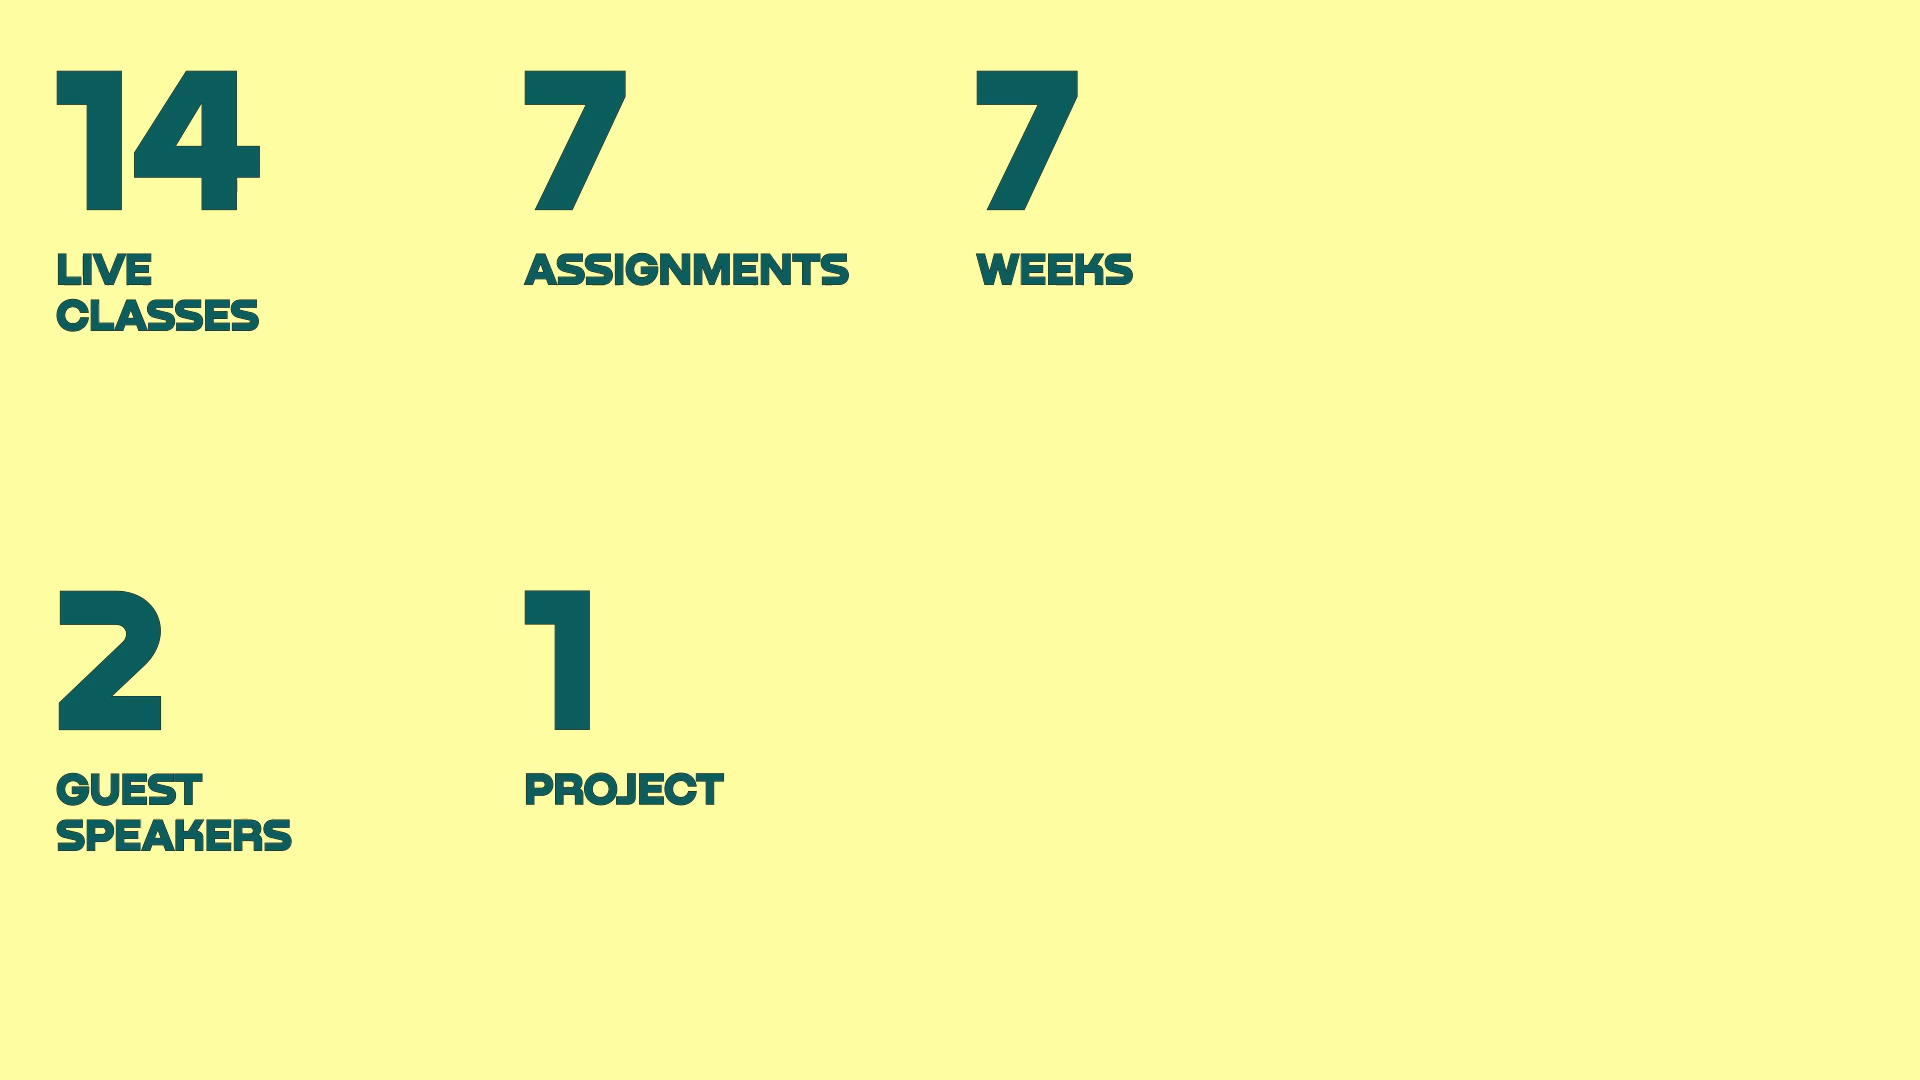 14
LIVE
CLASSES
7
ASSIGNMENTS
7
WEEKS
2
GUEST
SPEAKERS
1
PROJECT